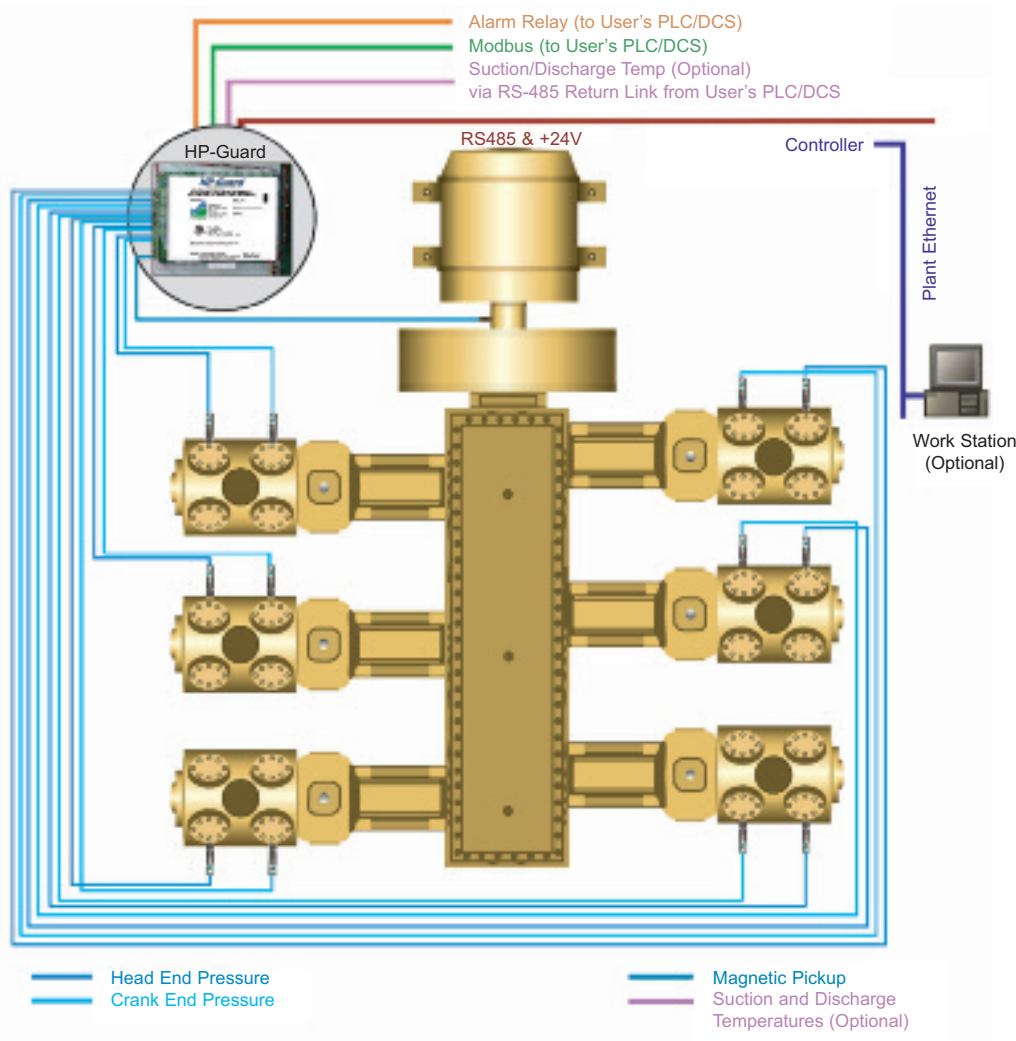 Alarm Relay (to User's PLC/DCS)
Modbus (to User's PLC/DCS)
Suction/Discharge Temp (Optional)
via RS-485 Return Link from User's PLC/DCS
RS485 & +24V
HP-Guard
HP-Guard
Controller
Plant Ethernet
Work Station
(Optional)
Head End Pressure
Crank End Pressure
Magnetic Pickup
Suction and Discharge
Temperatures (Optional)